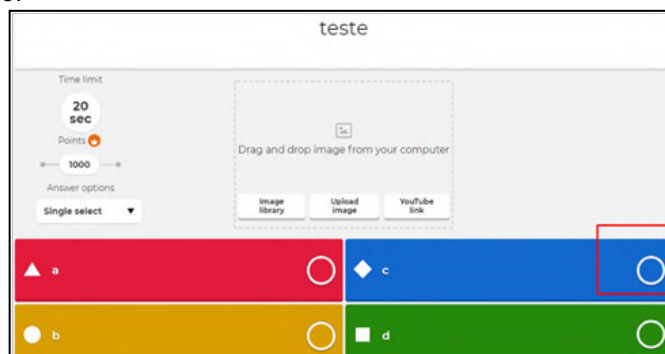 teste
Time limit
20
sec
Points
1000
Answer options
Single select
Drag and drop image from your computer
Image
library
Upload
image
YouTube
link
a
c
b
d